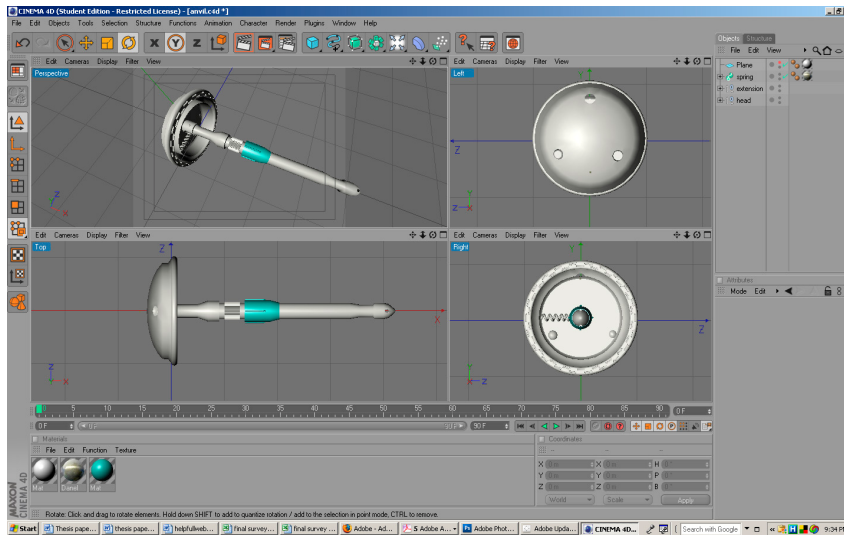 CINEMA 4D (Student Edition - Restricted License) - [anvil.c4d *]
File Edit Objects Tools Selection Structure Functions Animation Character Render Plugins Window Help
X Y Z
Objects Structure
File Edit View
Plane
spring
extension
head
Edit Cameras Display Filter View
Perspective
Y
Z X
Edit Cameras Display Filter View
Left
Y
Z
Y
Z X
Edit Cameras Display Filter View
Top
Z
X
Z
Y X
Edit Cameras Display Filter View
Right
Y
Z
Y
X Z
Attributes
Mode Edit
0 5 10 15 20 25 30 35 40 45 50 55 60 65 70 75 80 85 90 0 F
0 F 90 F 90 F
Materials
File Edit Function Texture
Mat Danel Mat
Coordinates
X X H
Y Y P
Z Z B
World Scale Apply
MAXON
CINEMA 4D
Rotate: Click and drag to rotate elements. Hold down SHIFT to add to quantize rotation / add to the selection in point mode, CTRL to remove.
Start Thesis pape... thesis pape... helpfullweb... final survey... final survey ... Adobe - Ad... 5 Adobe A... Adobe Phot... Adobe Upda... CINEMA 4D... Search with Google 9:34 PM